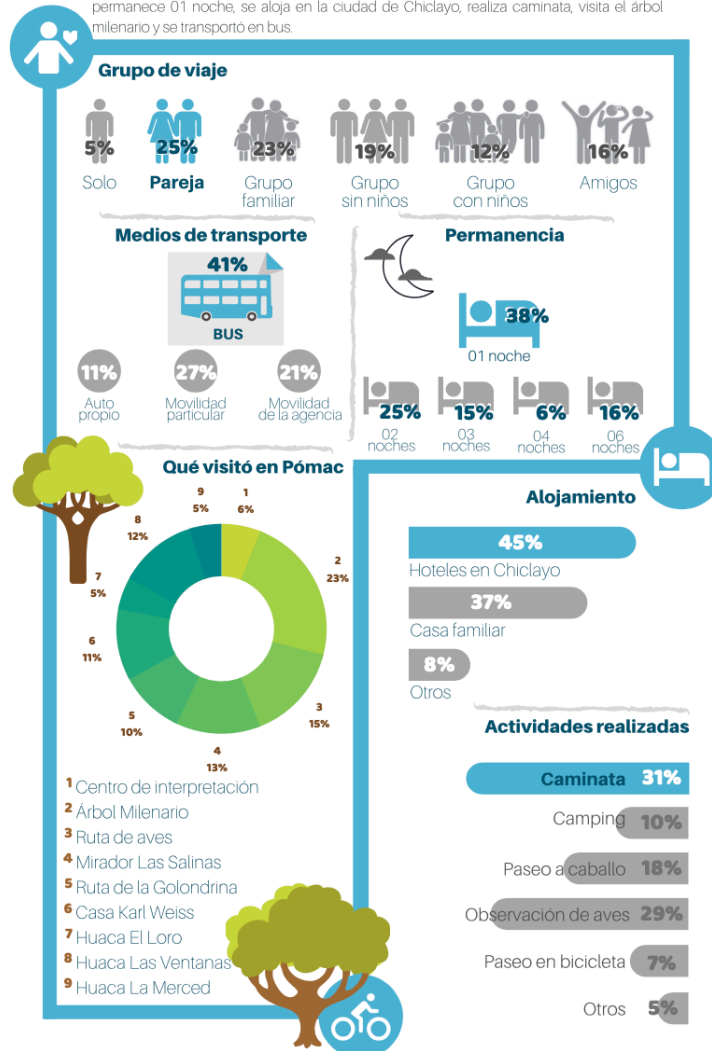 permanece 01 noche, se aloja en la ciudad de Chiclayo, realiza caminata, visita el árbol
milenario y se transportó en bus.
Grupo de viaje
5%
25%
23%
19%
12%
16%
Solo
Pareja
Grupo
familiar
Grupo
sin niños
Grupo
con niños
Amigos
Medios de transporte
41%
BUS
11%
27%
21%
Auto
propio
Movilidad
particular
Movilidad
de la agencia
Permanencia
38%
01 noche
25%
15%
6%
16%
02
noches
03
noches
04
noches
06
noches
Qué visitó en Pómac
1
6%
2
23%
3
15%
4
13%
5
10%
6
11%
7
5%
8
12%
9
5%
1 Centro de interpretación
2 Árbol Milenario
3 Ruta de aves
4 Mirador Las Salinas
5 Ruta de la Golondrina
6 Casa Karl Weiss
7 Huaca El Loro
8 Huaca Las Ventanas
9 Huaca La Merced
Alojamiento
45%
Hoteles en Chiclayo
37%
Casa familiar
8%
Otros
Actividades realizadas
Caminata 31%
Camping 10%
Paseo a caballo 18%
Observación de aves 29%
Paseo en bicicleta 7%
Otros 5%